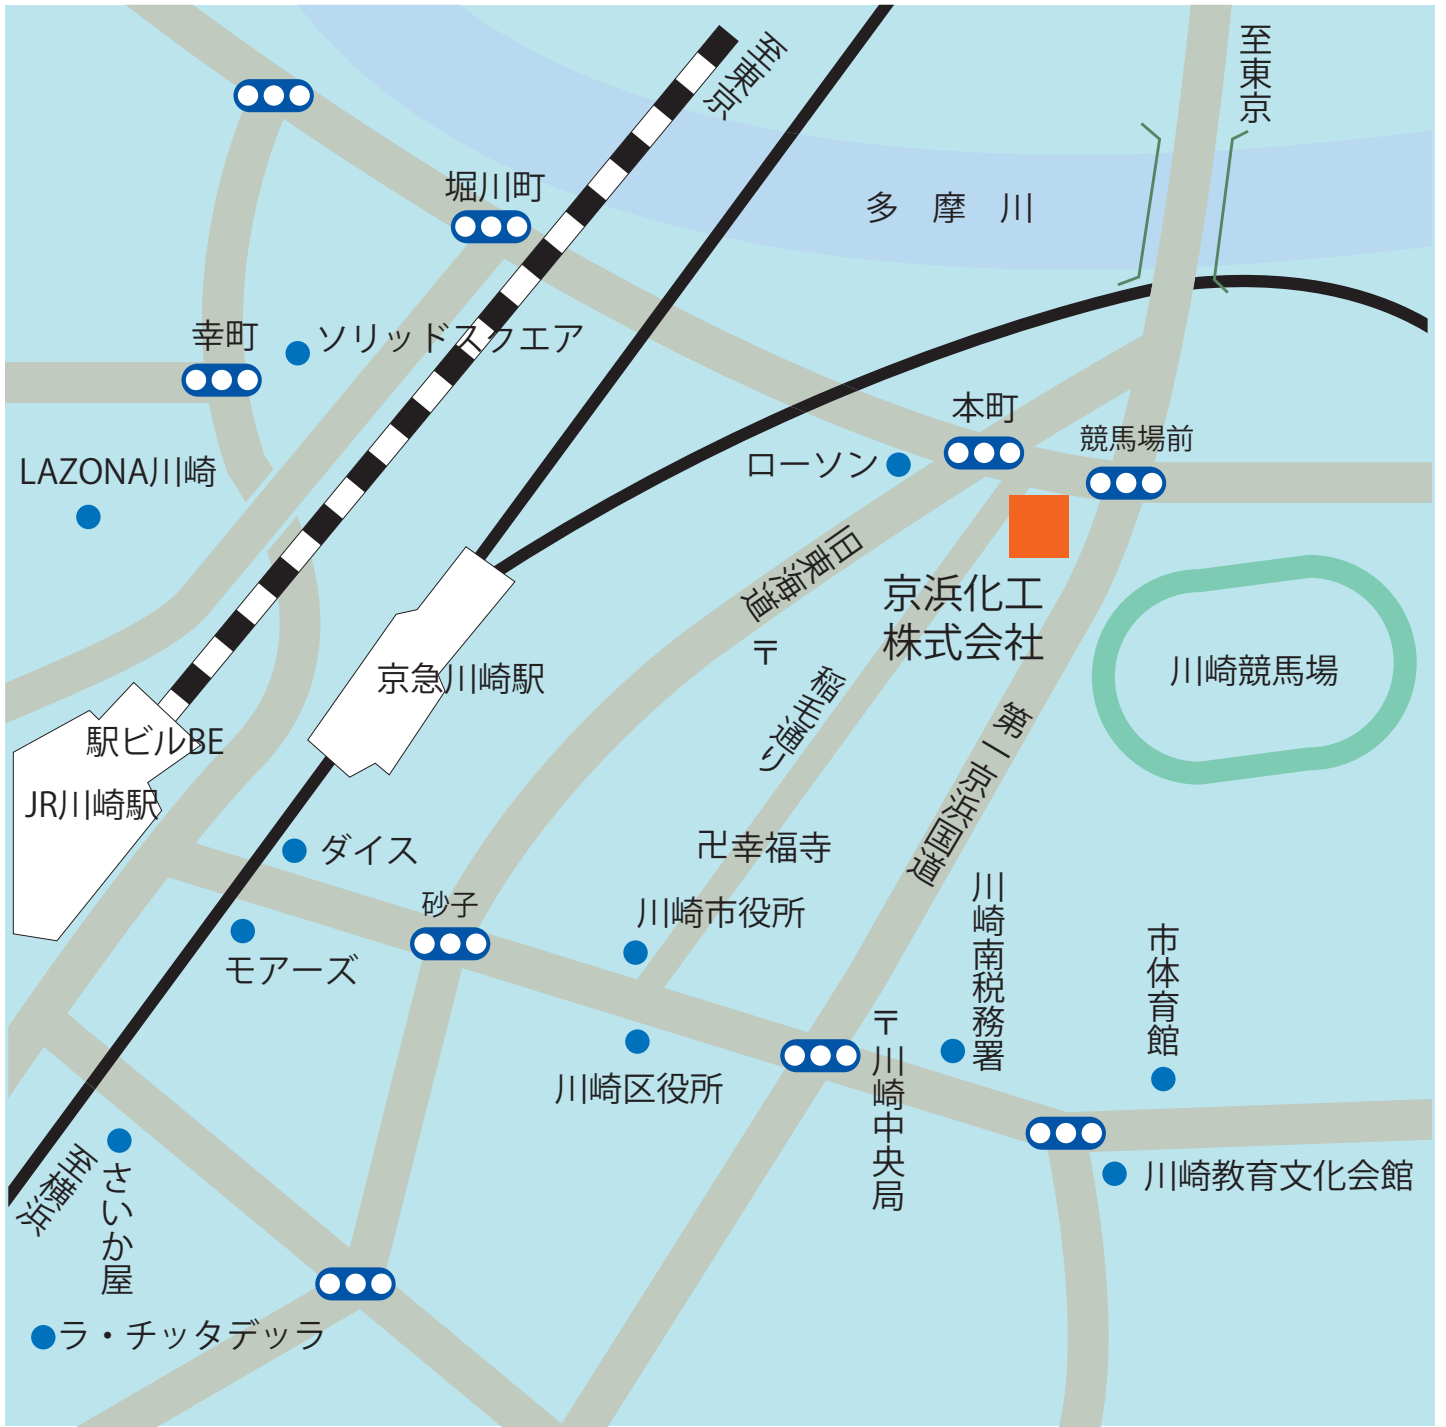 至東京
至東京
堀川町
多　摩　川
幸町
ソリッドスクエア
本町
競馬場前
ローソン
LAZONA川崎
旧東海道
京浜化工
株式会社
〒
京急川崎駅
稲毛通り
川崎競馬場
第一京浜国道
駅ビルBE
JR川崎駅
ダイス
卍幸福寺
砂子
川崎市役所
川崎南税務署
市体育館
モアーズ
〒川崎中央局
川崎区役所
至横浜
さいか屋
川崎教育文化会館
ラ・チッタデッラ